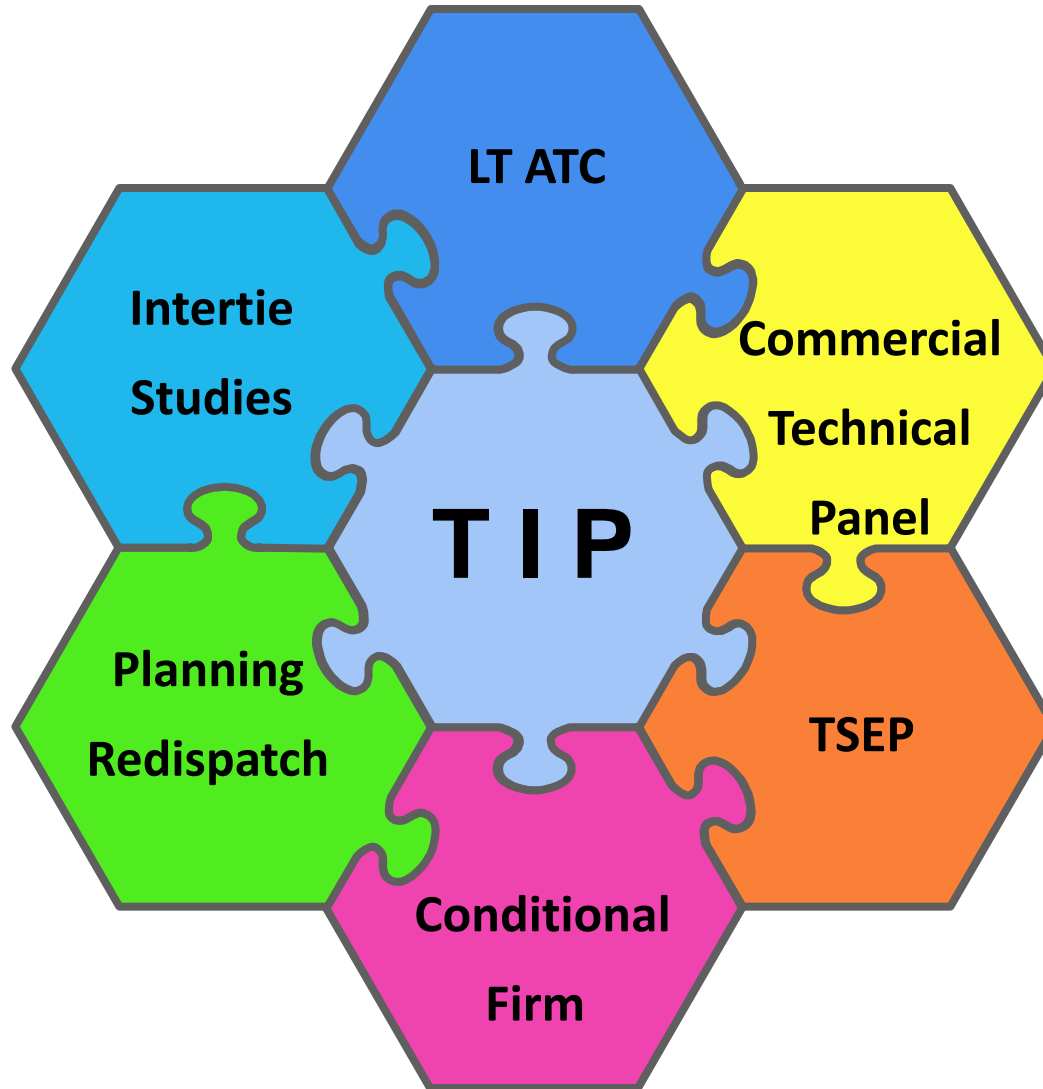 LT ATC
Intertie
Studies
Commercial
Technical
Panel
T I P
Planning
Redispatch
TSEP
Conditional
Firm